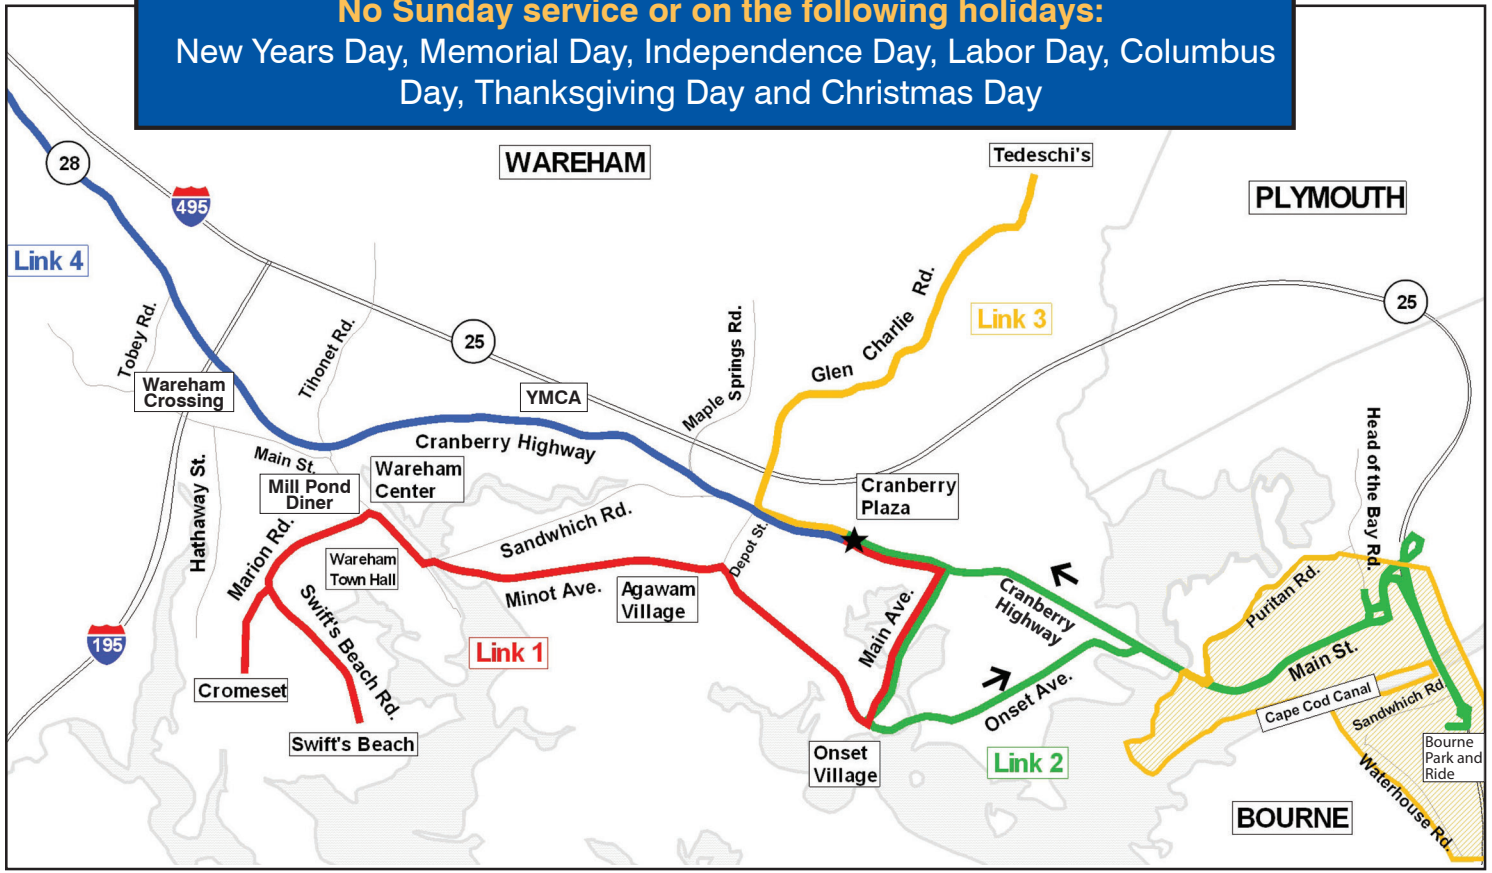 No Sunday service or on the following holidays:
New Years Day, Memorial Day, Independence Day, Labor Day, Columbus
Day, Thanksgiving Day and Christmas Day
WAREHAM
Tedeschi's
PLYMOUTH
28
495
Link 4
Tobey Rd.
Tihonet Rd.
25
Springs Rd.
Maple
Glen
Charlie
Rd.
Link 3
25
Wareham
Crossing
YMCA
Cranberry Highway
Main St.
Wareham
Center
Mill Pond
Diner
Hathaway St.
Marion Rd.
Wareham
Town Hall
Sandwhich Rd.
Minot Ave.
Agawam
Village
Depot St.
Cranberry
Plaza
Head of the Bay Rd.
Puritan Rd.
Cranberry
Highway
Main Ave.
Main St.
Onset Ave.
Cape Cod Canal
Sandwhich Rd.
195
Swift's Beach Rd.
Link 1
Cromeset
Swift's Beach
Onset
Village
Link 2
Bourne
Park and
Ride
Waterhouse Rd.
BOURNE